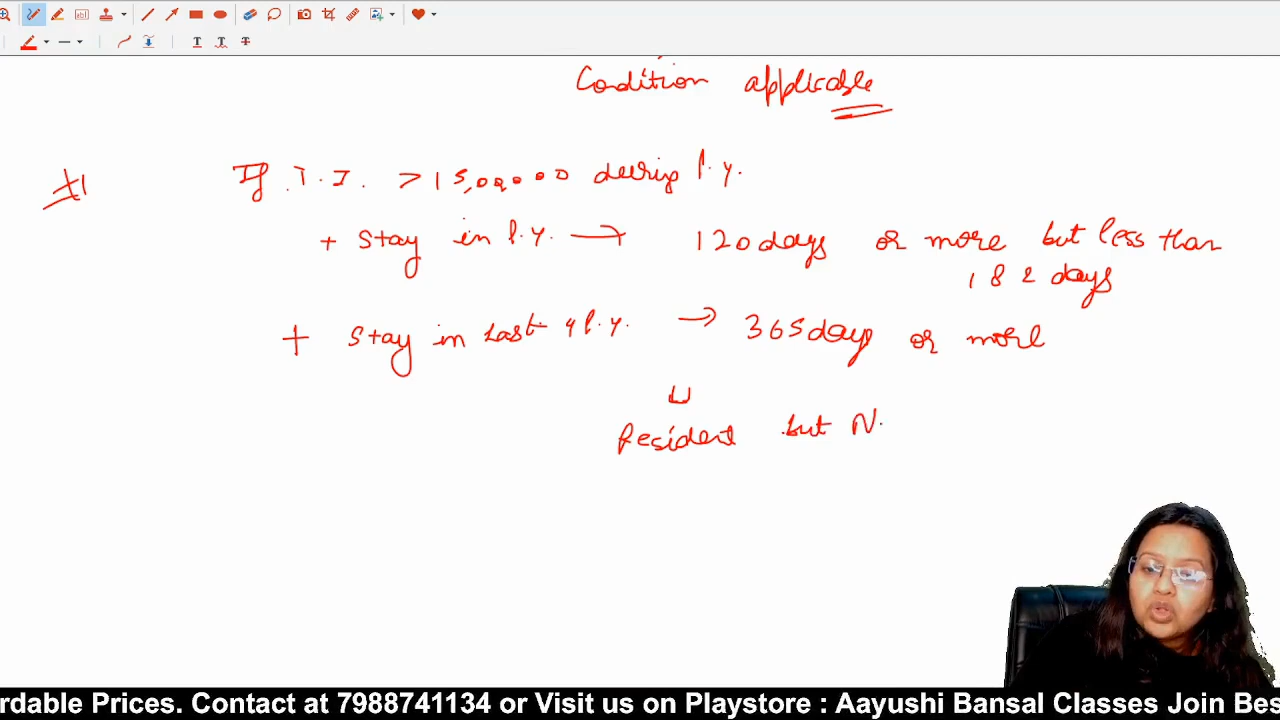 Condition applicable
If T.I. > 15,00,000 during P.Y.
+ Stay in P.Y. → 120 days or more but less than
182 days
+ Stay in Last 4 P.Y. → 365 days or more
Resident but N.
rdable Prices. Contact at 7988741134 or Visit us on Playstore : Aayushi Bansal Classes Join Bes